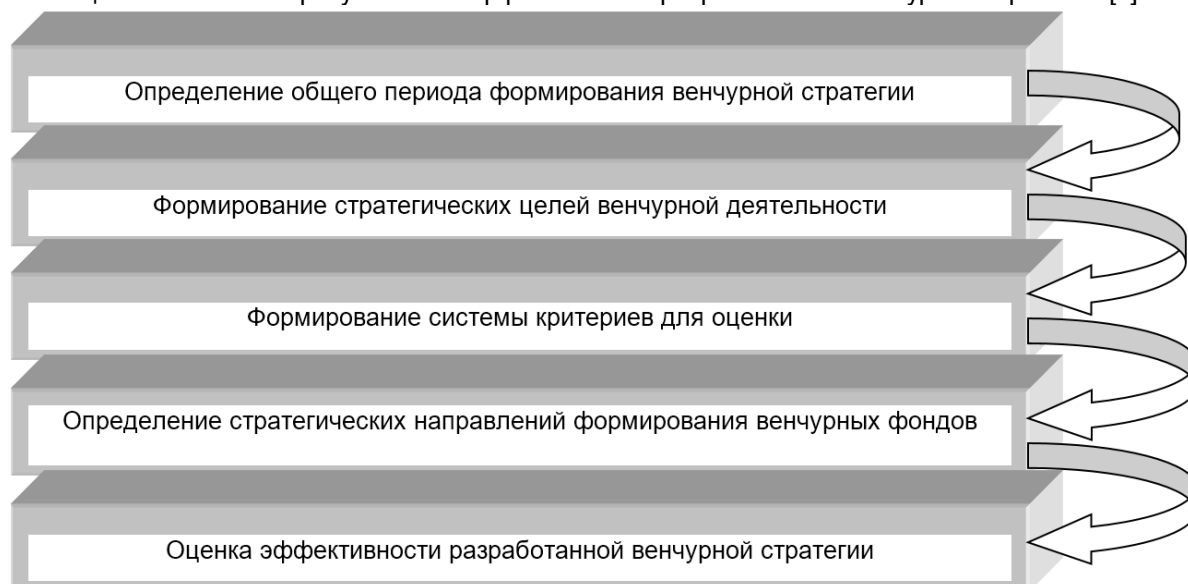 Определение общего периода формирования венчурной стратегии
Формирование стратегических целей венчурной деятельности
Формирование системы критериев для оценки
Определение стратегических направлений формирования венчурных фондов
Оценка эффективности разработанной венчурной стратегии